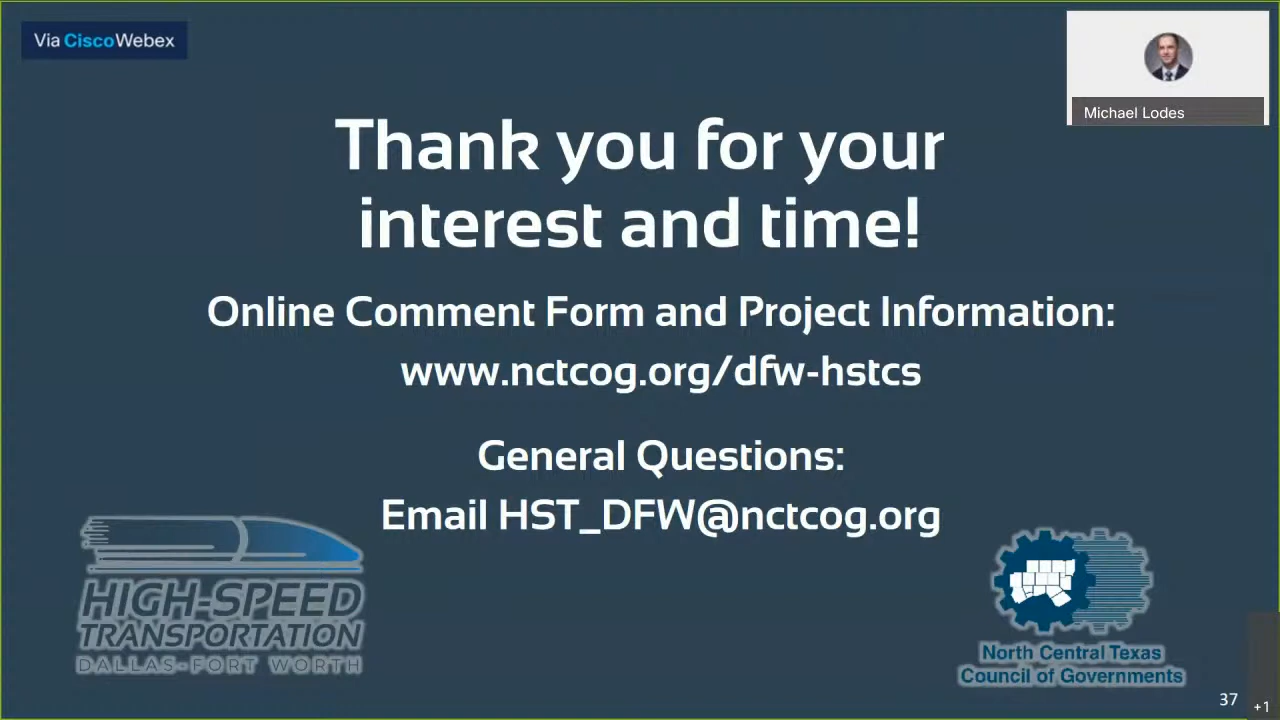 Via CiscoWebex
Michael Lodes
Thank you for your
interest and time!
Online Comment Form and Project Information:
www.nctcog.org/dfw-hstcs
General Questions:
Email HST_DFW@nctcog.org
HIGH-SPEED
TRANSPORTATION
DALLAS-FORT WORTH
North Central Texas
Council of Governments
37
+1